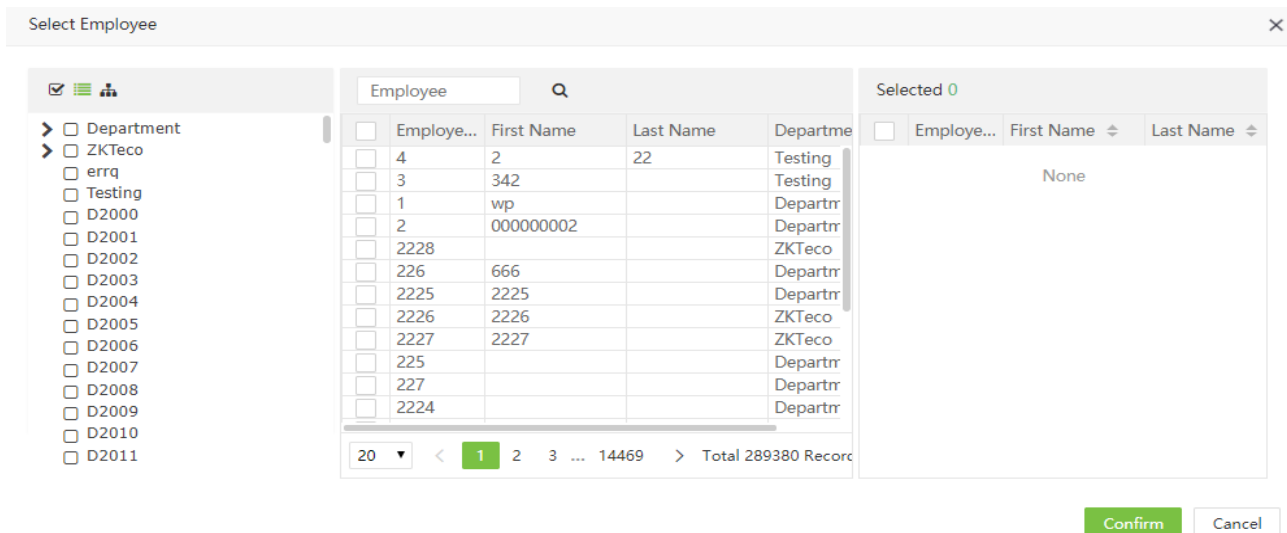 Select Employee
Employee
Selected 0
Department
ZKTeco
errq
Testing
D2000
D2001
D2002
D2003
D2004
D2005
D2006
D2007
D2008
D2009
D2010
D2011
Employe... First Name Last Name Departme
4 2 22 Testing
3 342 Testing
1 wp Departm
2 000000002 Departm
2228 ZKTeco
226 666 Departm
2225 2225 Departm
2226 2226 ZKTeco
2227 2227 ZKTeco
225 Departm
227 Departm
2224 Departm
20 < 1 2 3 ... 14469 > Total 289380 Record
Employe... First Name Last Name
None
Confirm Cancel